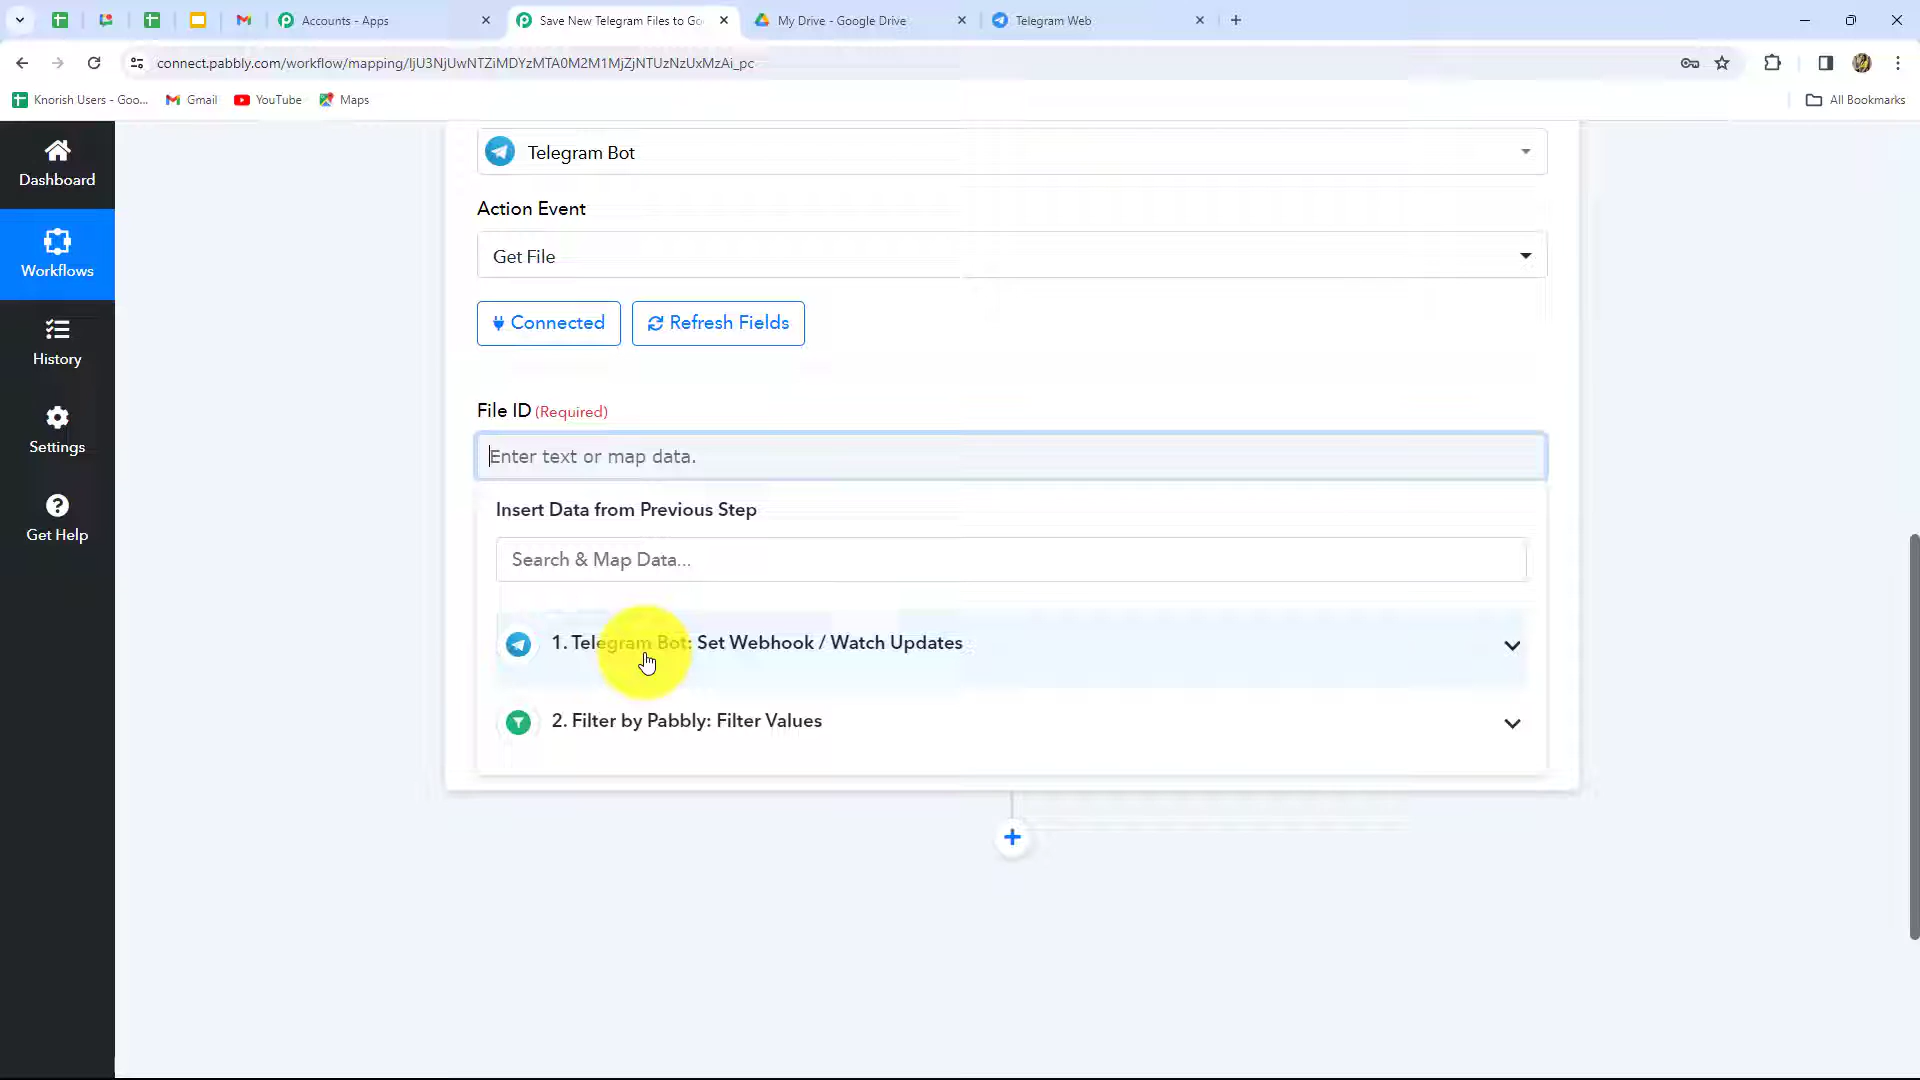 Accounts - Apps
Save New Telegram Files to Go
My Drive - Google Drive
Telegram Web
connect.pabbly.com/workflow/mapping/IjU3NjUwNTZiMDYzMTA0M2M1MjZjNTUzNzUxMzAi_pc
Knorish Users - Goo...
Gmail
YouTube
Maps
All Bookmarks
Dashboard
Workflows
History
Settings
Get Help
Telegram Bot
Action Event
Get File
Connected
Refresh Fields
File ID (Required)
Enter text or map data.
Insert Data from Previous Step
Search & Map Data...
1. Telegram Bot: Set Webhook / Watch Updates
2. Filter by Pabbly: Filter Values